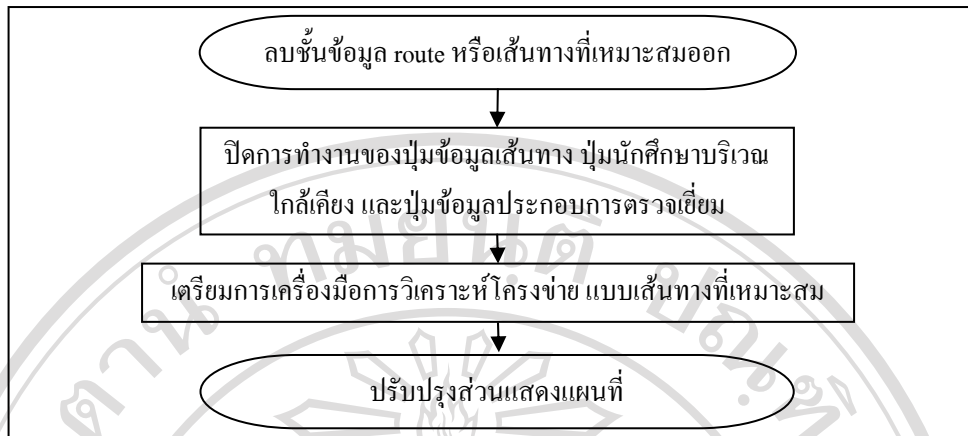 ลบชั้นข้อมูล route หรือเส้นทางที่เหมาะสมออก
ปิดการทำงานของปุ่มข้อมูลเส้นทาง ปุ่มนักศึกษาบริเวณ
ใกล้เคียง และปุ่มข้อมูลประกอบการตรวจเยี่ยม
เตรียมการเครื่องมือการวิเคราะห์โครงข่าย แบบเส้นทางที่เหมาะสม
ปรับปรุงส่วนแสดงแผนที่